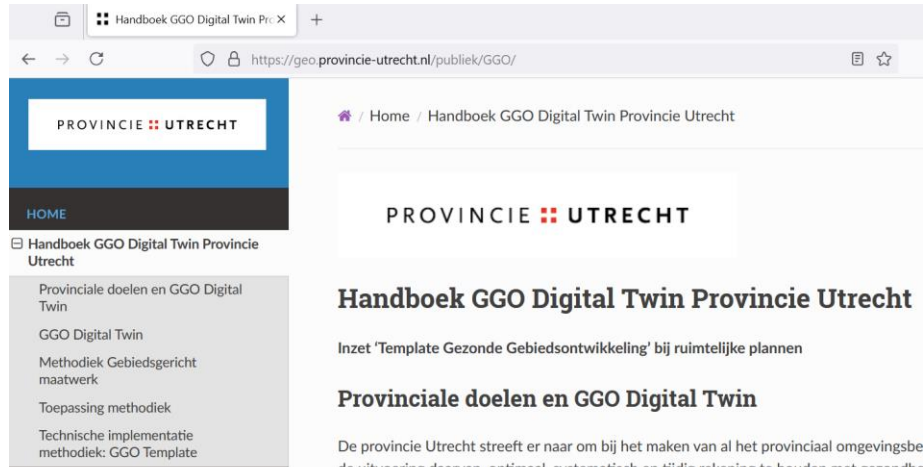 Handboek GGO Digital Twin Pro
https://geo.provincie-utrecht.nl/publiek/GGO/
PROVINCIE UTRECHT
HOME
Handboek GGO Digital Twin Provincie
Utrecht
Provinciale doelen en GGO Digital
Twin
GGO Digital Twin
Methodiek Gebiedsgericht
maatwerk
Toepassing methodiek
Technische implementatie
methodiek: GGO Template
/ Home / Handboek GGO Digital Twin Provincie Utrecht
PROVINCIE UTRECHT
Handboek GGO Digital Twin Provincie Utrecht
Inzet ‘Template Gezonde Gebiedsontwikkeling’ bij ruimtelijke plannen
Provinciale doelen en GGO Digital Twin
De provincie Utrecht streeft er naar om bij het maken van al het provinciaal omgevingsbe